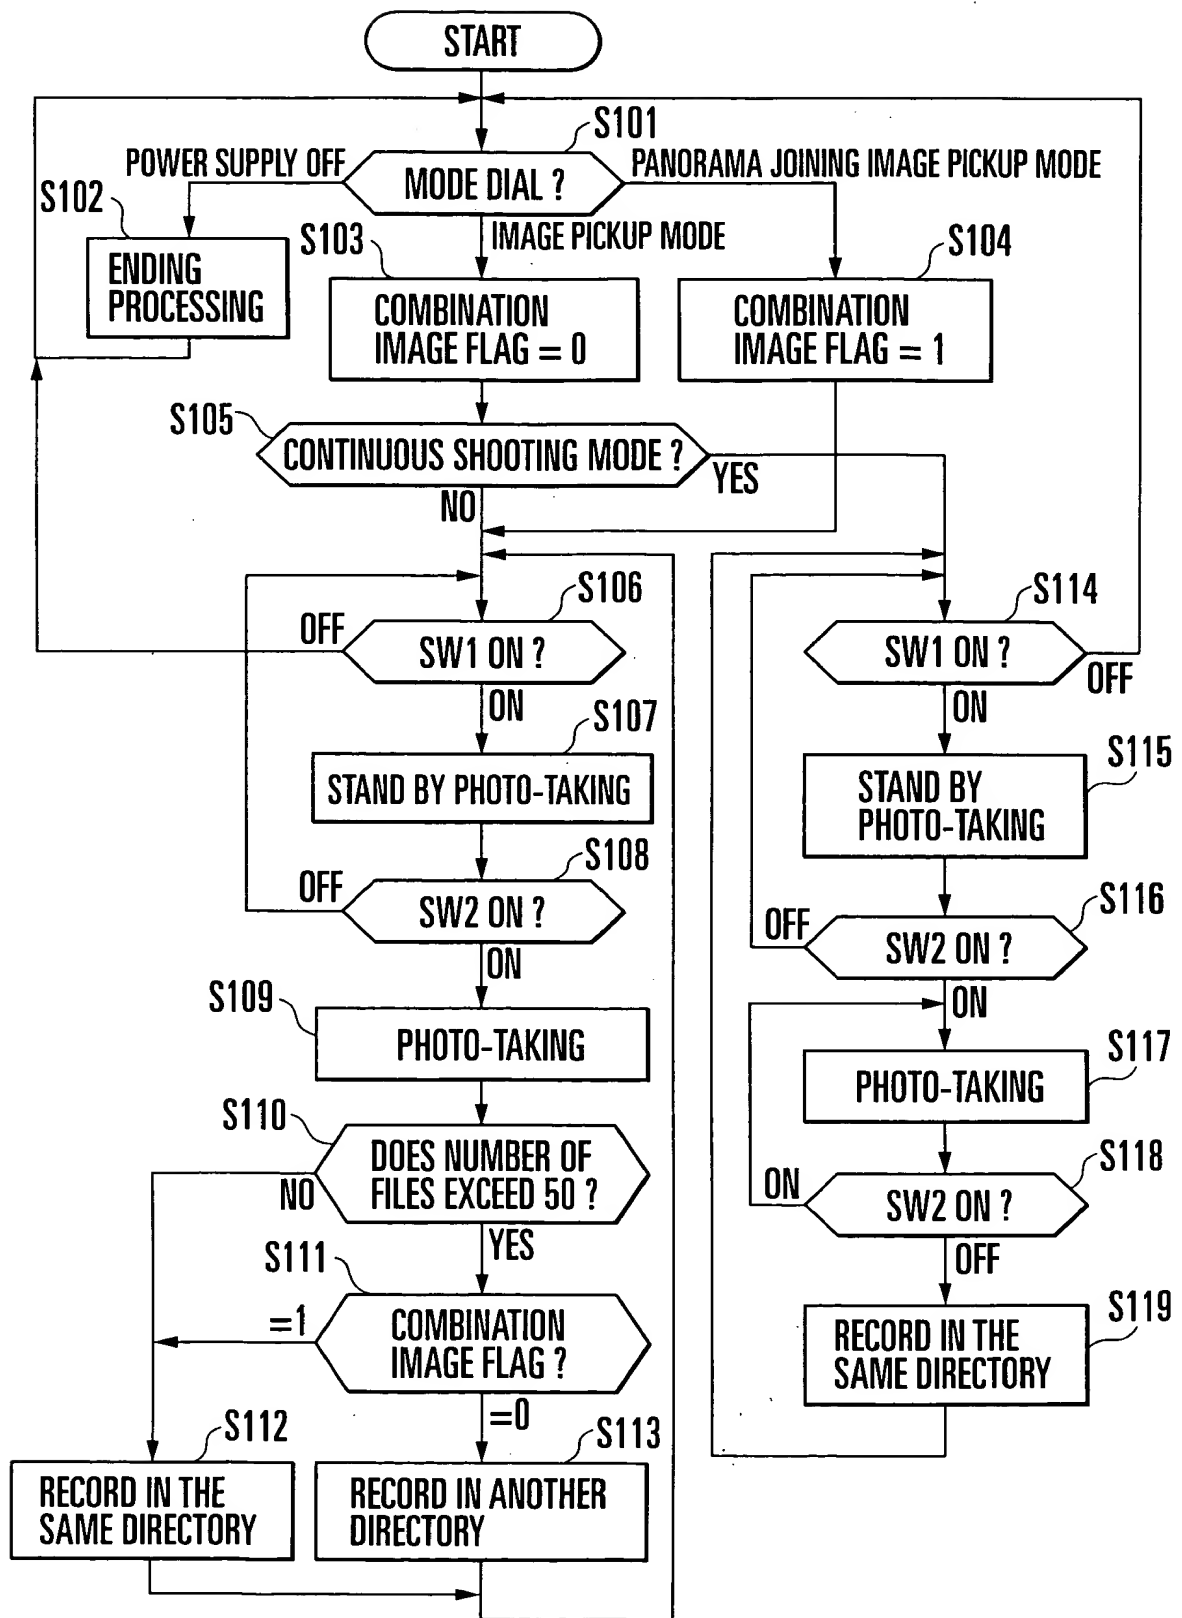 START
S101
POWER SUPPLY OFF
MODE DIAL ?
PANORAMA JOINING IMAGE PICKUP MODE
S102
ENDING
PROCESSING
IMAGE PICKUP MODE
S103
COMBINATION
IMAGE FLAG = 0
S104
COMBINATION
IMAGE FLAG = 1
S105
CONTINUOUS SHOOTING MODE ?
YES
NO
S106
OFF
SW1 ON ?
ON
S107
STAND BY PHOTO-TAKING
S108
OFF
SW2 ON ?
ON
S109
PHOTO-TAKING
S110
DOES NUMBER OF
FILES EXCEED 50 ?
NO
YES
S111
=1
COMBINATION
IMAGE FLAG ?
=0
S112
RECORD IN THE
SAME DIRECTORY
S113
RECORD IN ANOTHER
DIRECTORY
S114
SW1 ON ?
OFF
ON
S115
STAND BY
PHOTO-TAKING
S116
OFF
SW2 ON ?
ON
S117
PHOTO-TAKING
S118
ON
SW2 ON ?
OFF
S119
RECORD IN THE
SAME DIRECTORY